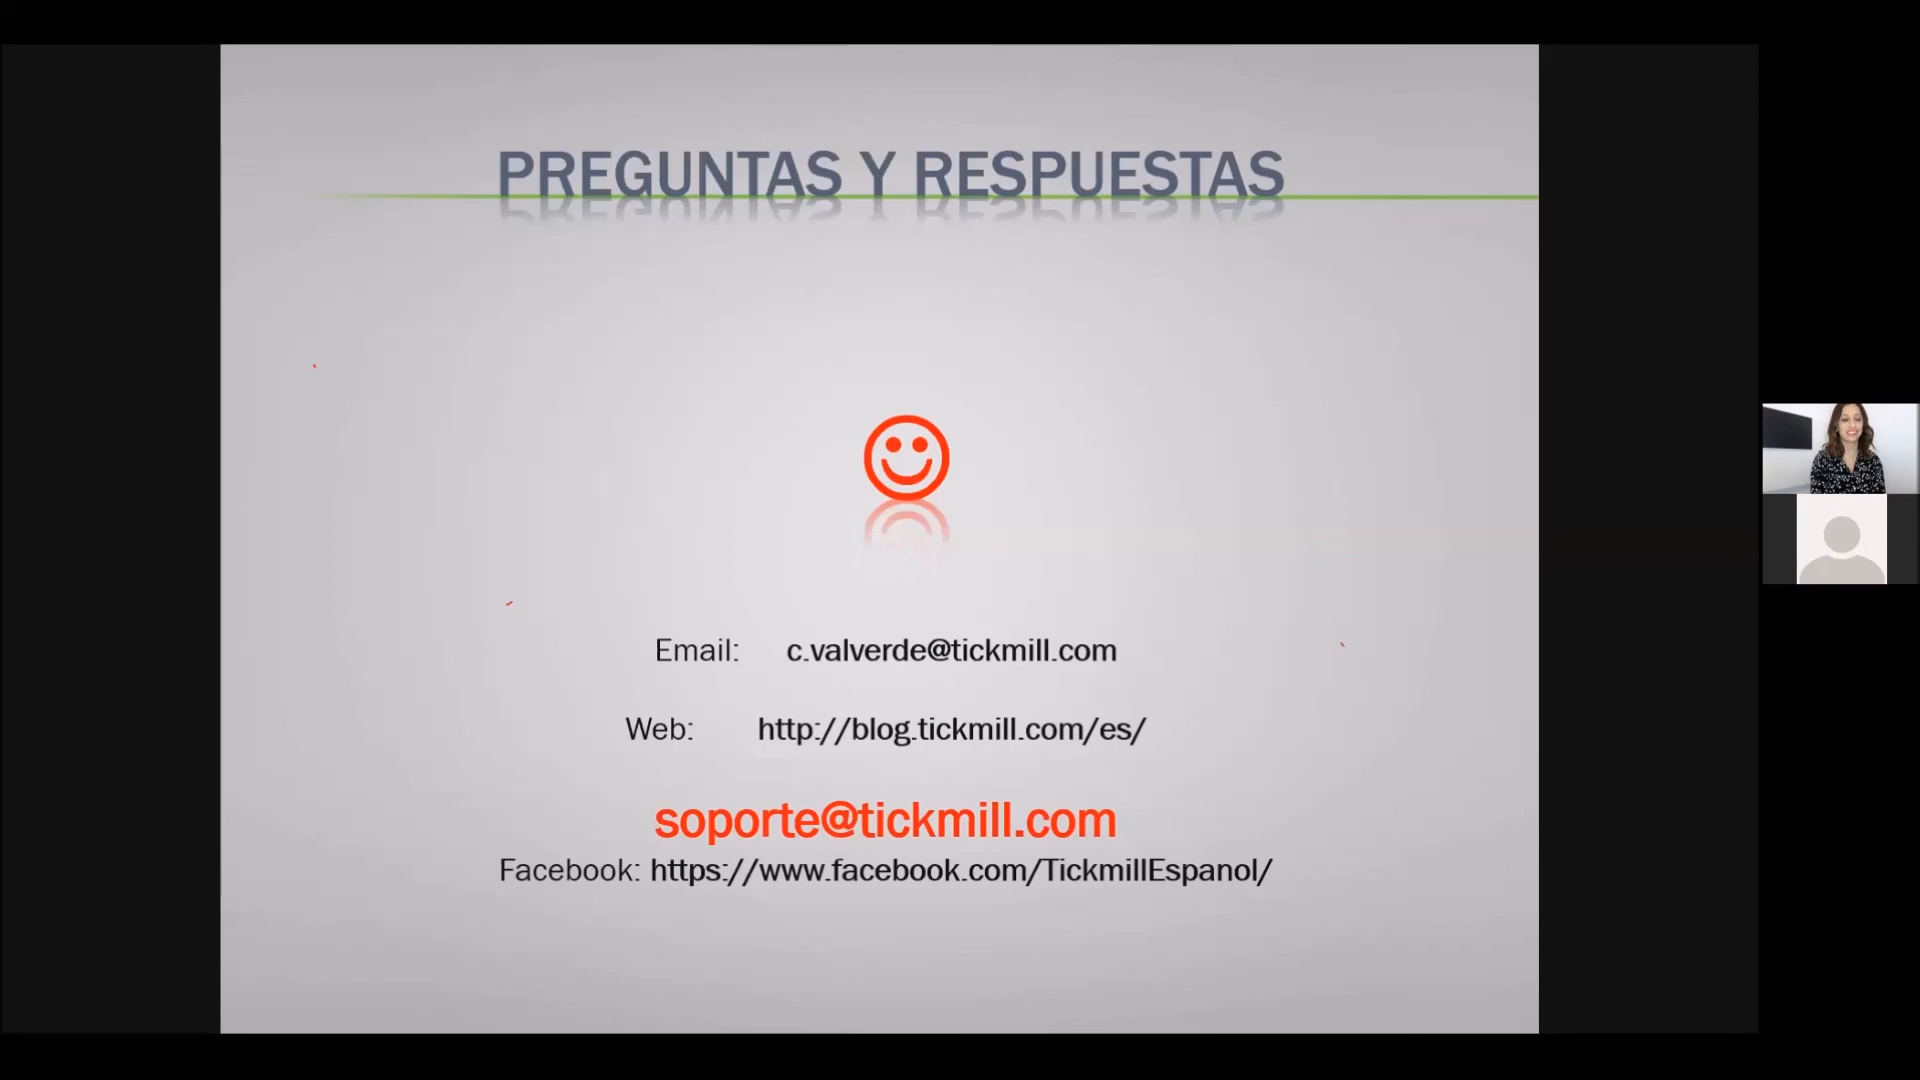 PREGUNTAS Y RESPUESTAS
Email: c.valverde@tickmill.com
Web: http://blog.tickmill.com/es/
soporte@tickmill.com
Facebook: https://www.facebook.com/TickmillEspanol/